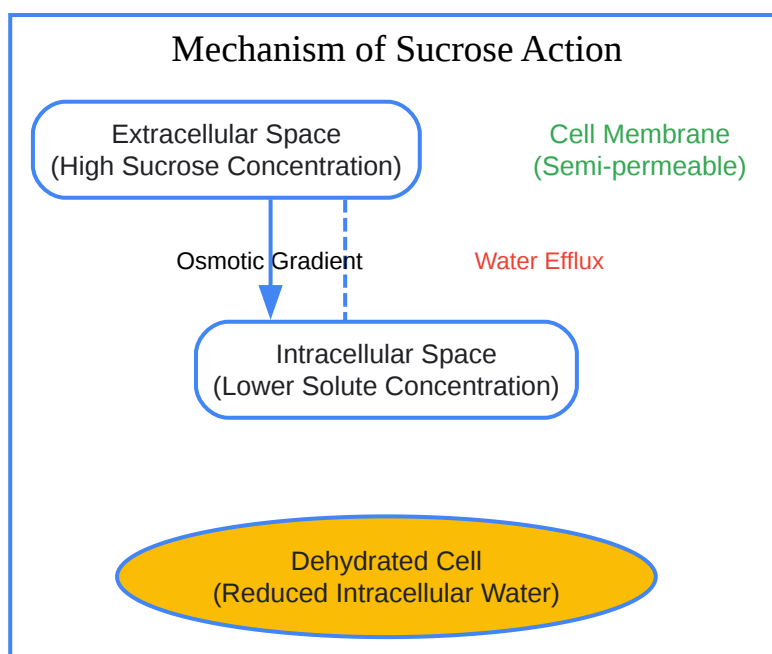 Mechanism of Sucrose Action
Extracellular Space
(High Sucrose Concentration)
Cell Membrane
(Semi-permeable)
Osmotic Gradient
Water Efflux
Intracellular Space
(Lower Solute Concentration)
Dehydrated Cell
(Reduced Intracellular Water)